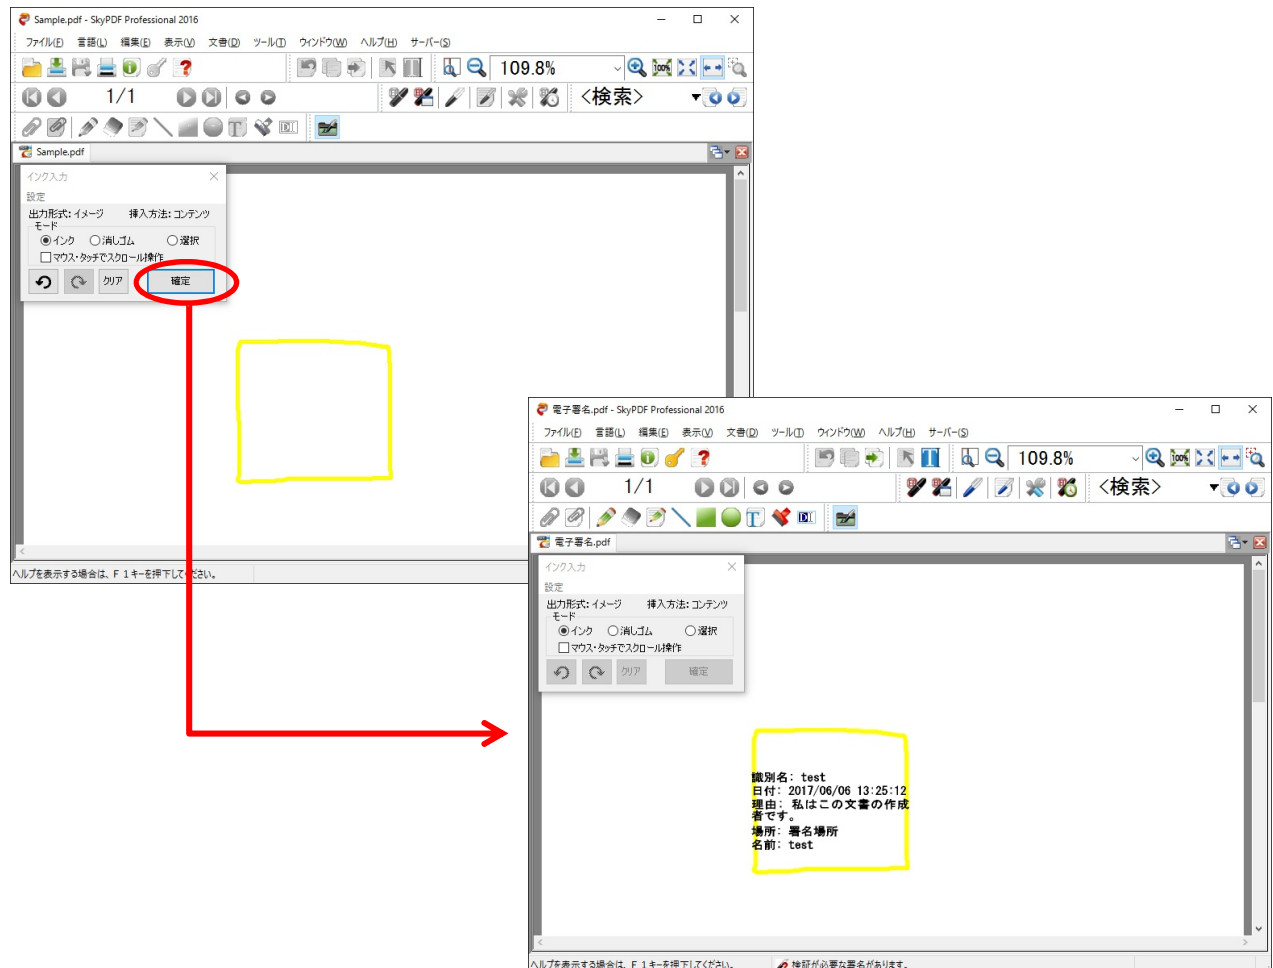 Sample.pdf - SkyPDF Professional 2016
ファイル(F) 言語(L) 編集(E) 表示(V) 文書(D) ツール(T) ウィンドウ(W) ヘルプ(H) サーバー(S)
109.8%
100%
1/1
<検索>
Sample.pdf
インク入力
設定
出力形式: イメージ 挿入方法: コンテンツ
モード
インク 消しゴム 選択
マウス・タッチでスクロール操作
クリア 確定
ヘルプを表示する場合は、F1キーを押下してください。
電子署名.pdf - SkyPDF Professional 2016
ファイル(F) 言語(L) 編集(E) 表示(V) 文書(D) ツール(T) ウィンドウ(W) ヘルプ(H) サーバー(S)
109.8%
100%
1/1
<検索>
電子署名.pdf
インク入力
設定
出力形式: イメージ 挿入方法: コンテンツ
モード
インク 消しゴム 選択
マウス・タッチでスクロール操作
クリア 確定
識別名: test
日付: 2017/06/06 13:25:12
理由: 私はこの文書の作成
者です。
場所: 署名場所
名前: test
ヘルプを表示する場合は、F1キーを押下してください。 検証が必要な署名があります。